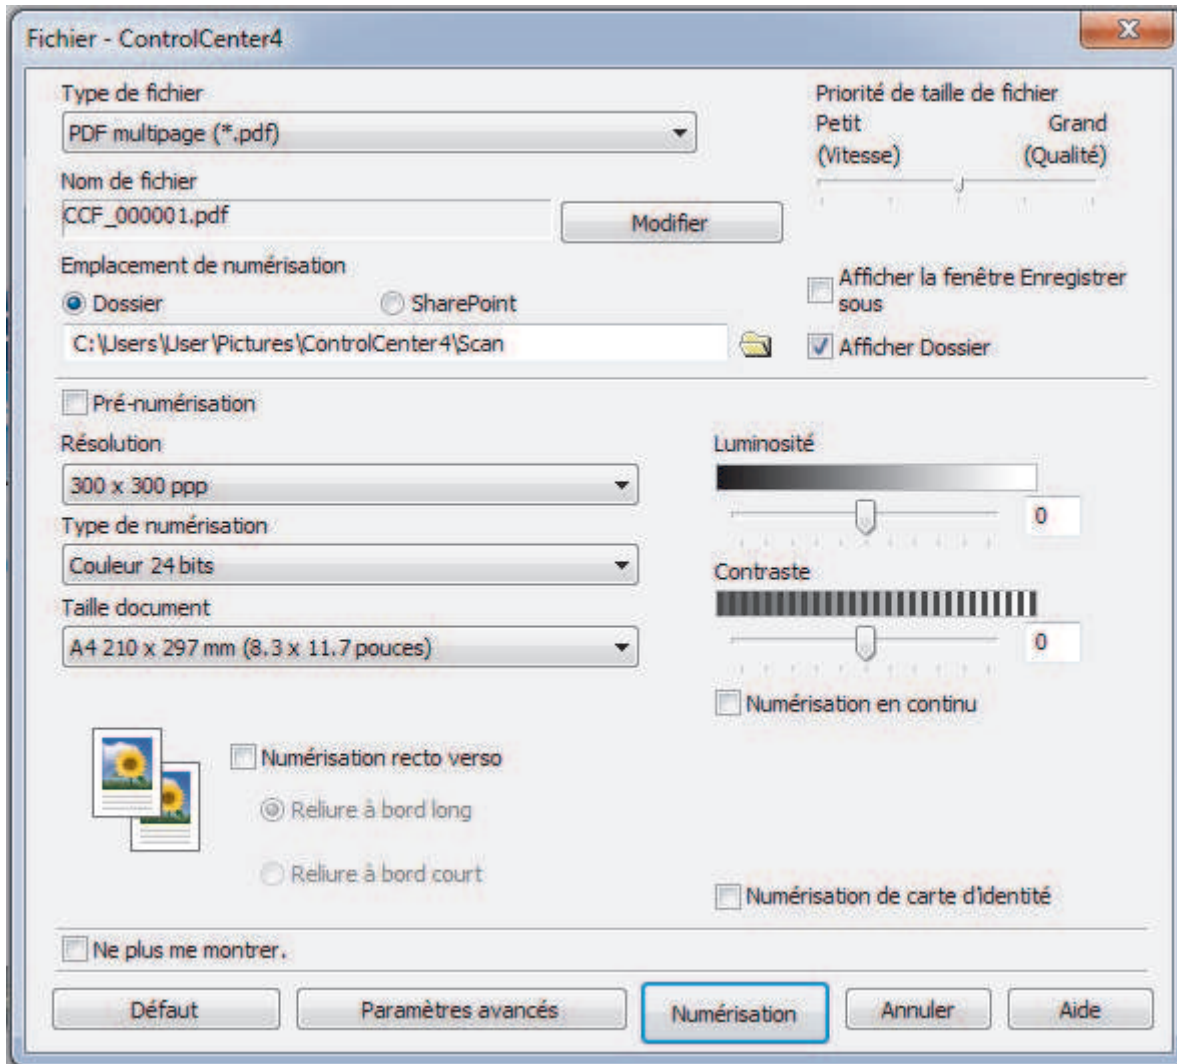 Fichier - ControlCenter4
Type de fichier
PDF multipage (*.pdf)
Priorité de taille de fichier
Petit Grand
(Vitesse) (Qualité)
Nom de fichier
CCF_000001.pdf
Modifier
Emplacement de numérisation
Dossier SharePoint
C:\Users\User\Pictures\ControlCenter4\Scan
Afficher la fenêtre Enregistrer
sous
Afficher Dossier
Pré-numérisation
Résolution
300 x 300 ppp
Type de numérisation
Couleur 24 bits
Taille document
A4 210 x 297 mm (8.3 x 11.7 pouces)
Luminosité
0
Contraste
0
Numérisation en continu
Numérisation recto verso
Reliure à bord long
Reliure à bord court
Numérisation de carte d'identité
Ne plus me montrer.
Défaut Paramètres avancés Numérisation Annuler Aide